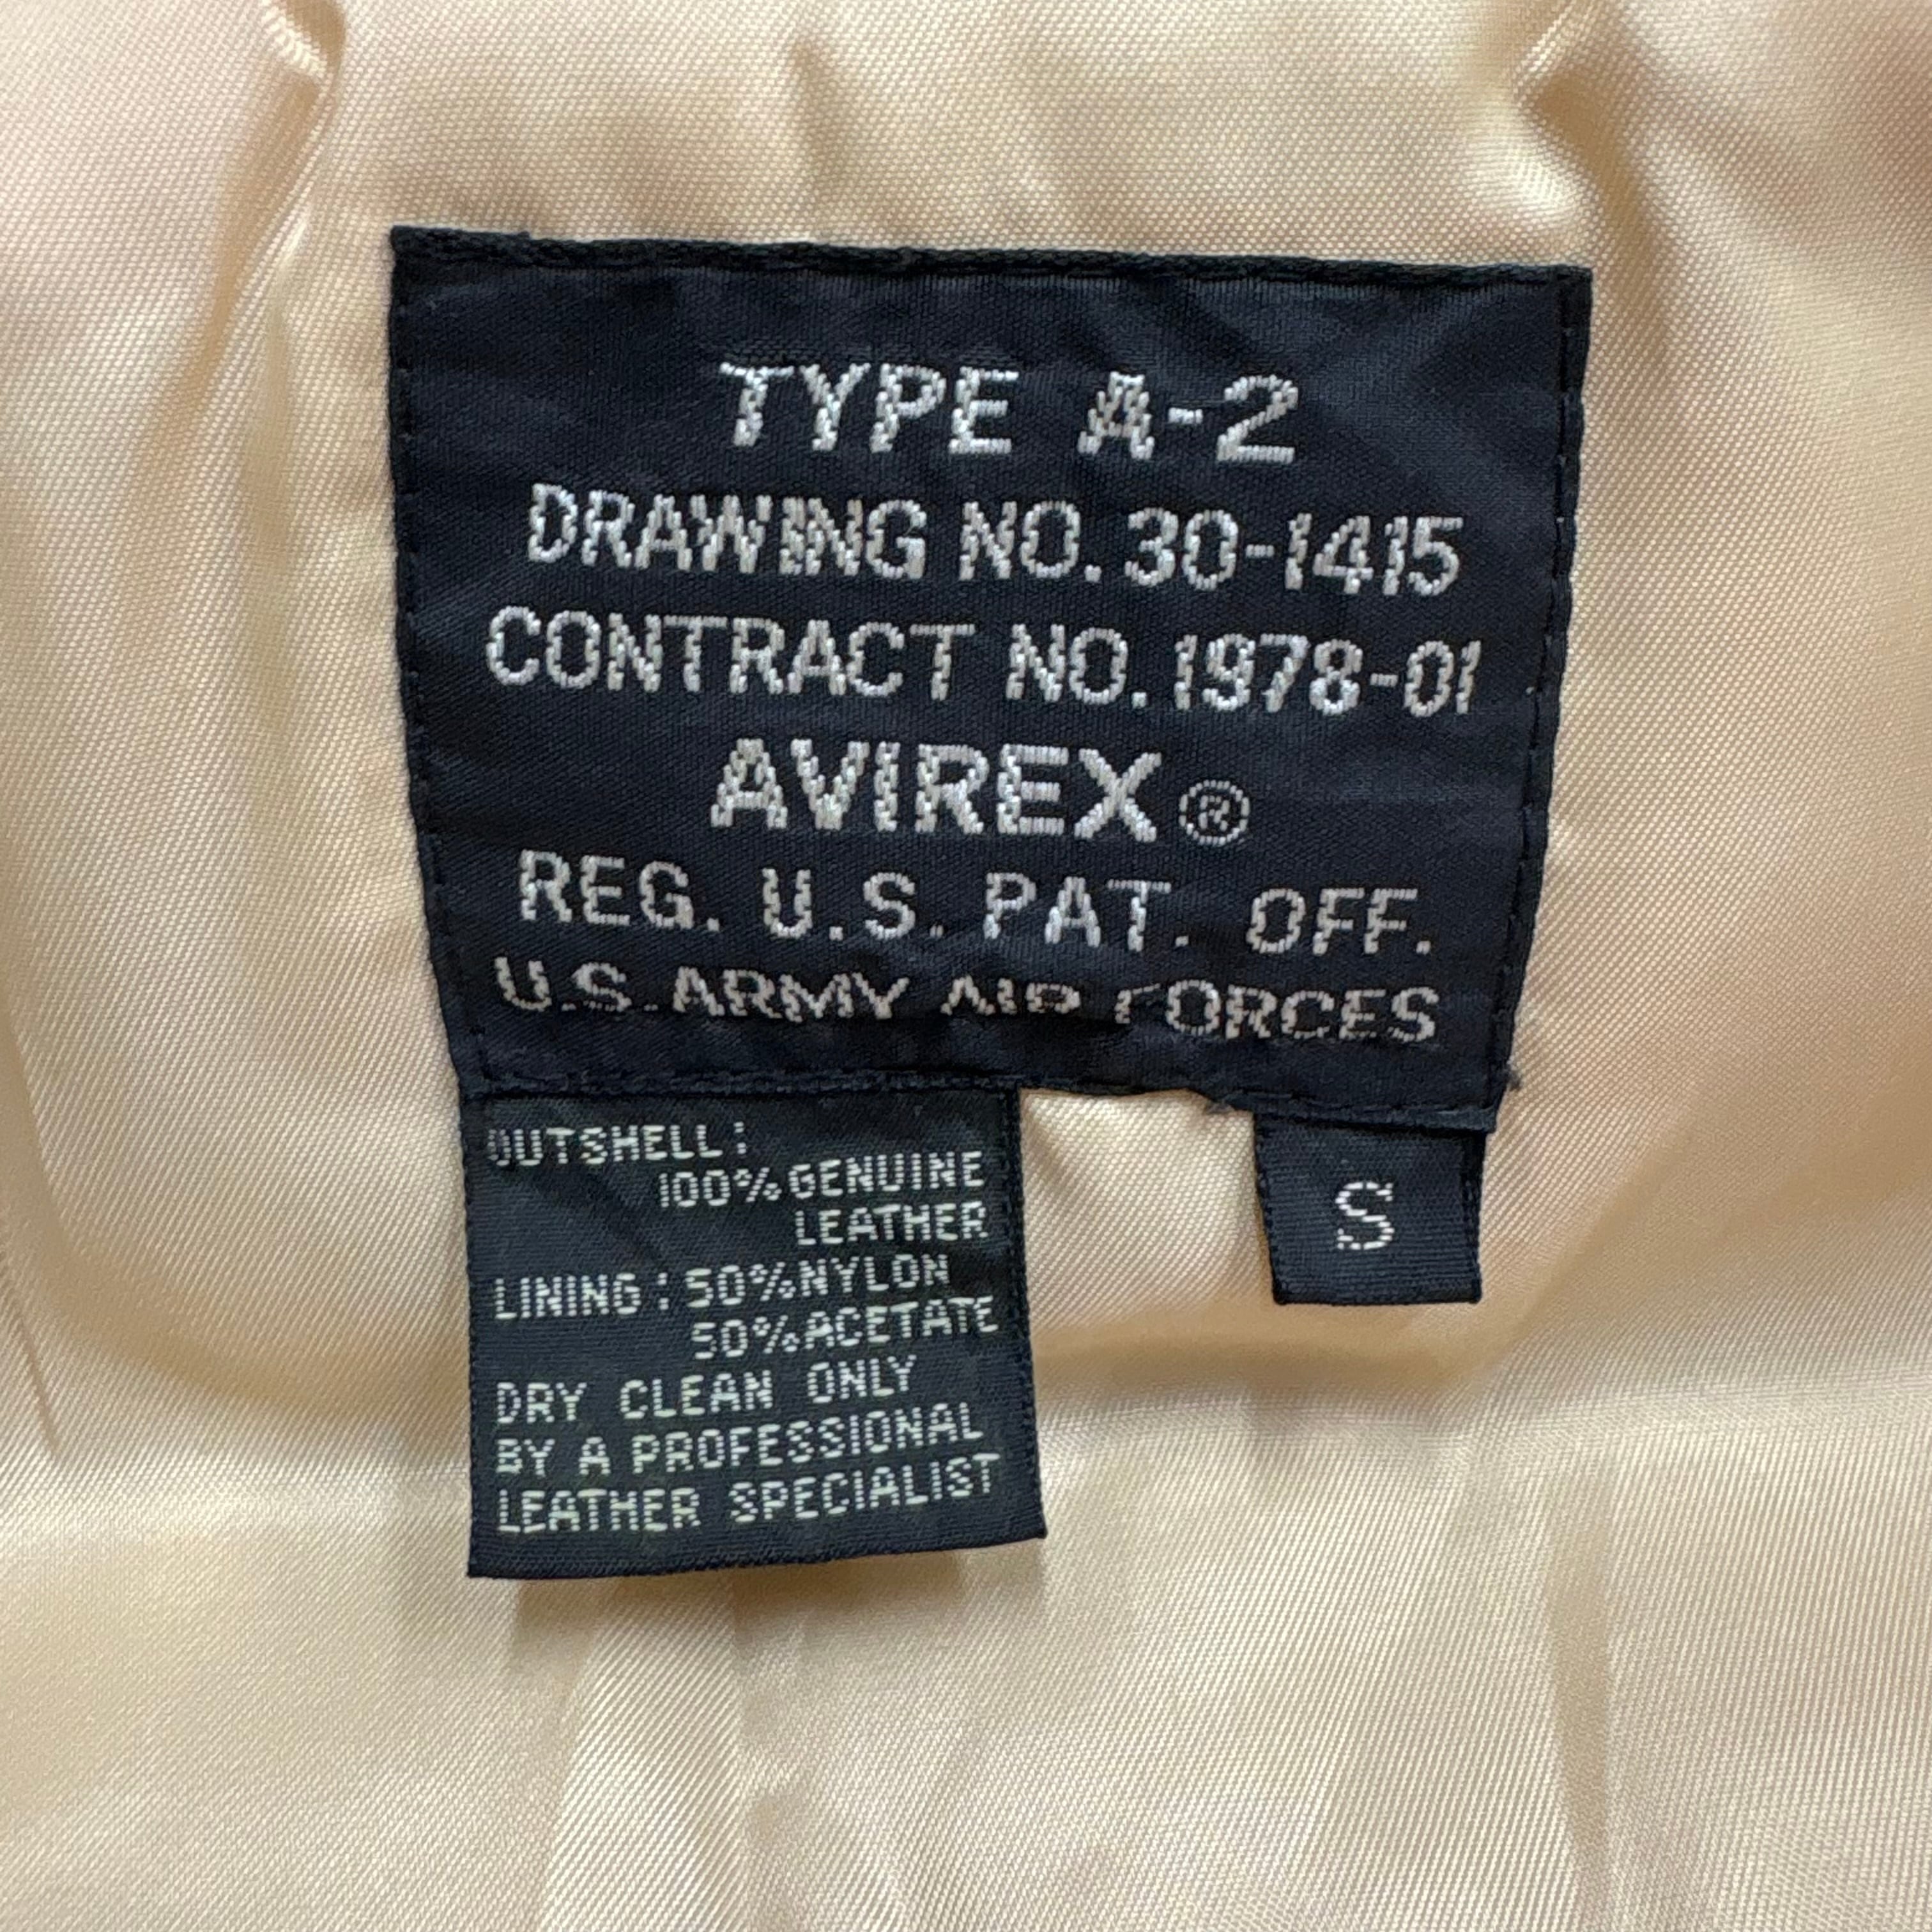 TYPE A-2
DRAWING NO. 30-1415
CONTRACT NO. 1978-01
AVIREX ®
REG. U.S. PAT. OFF.
U.S. ARMY AIR FORCES
OUTSHELL :
100% GENUINE
LEATHER
LINING : 50% NYLON
50% ACETATE
DRY CLEAN ONLY
BY A PROFESSIONAL
LEATHER SPECIALIST
S